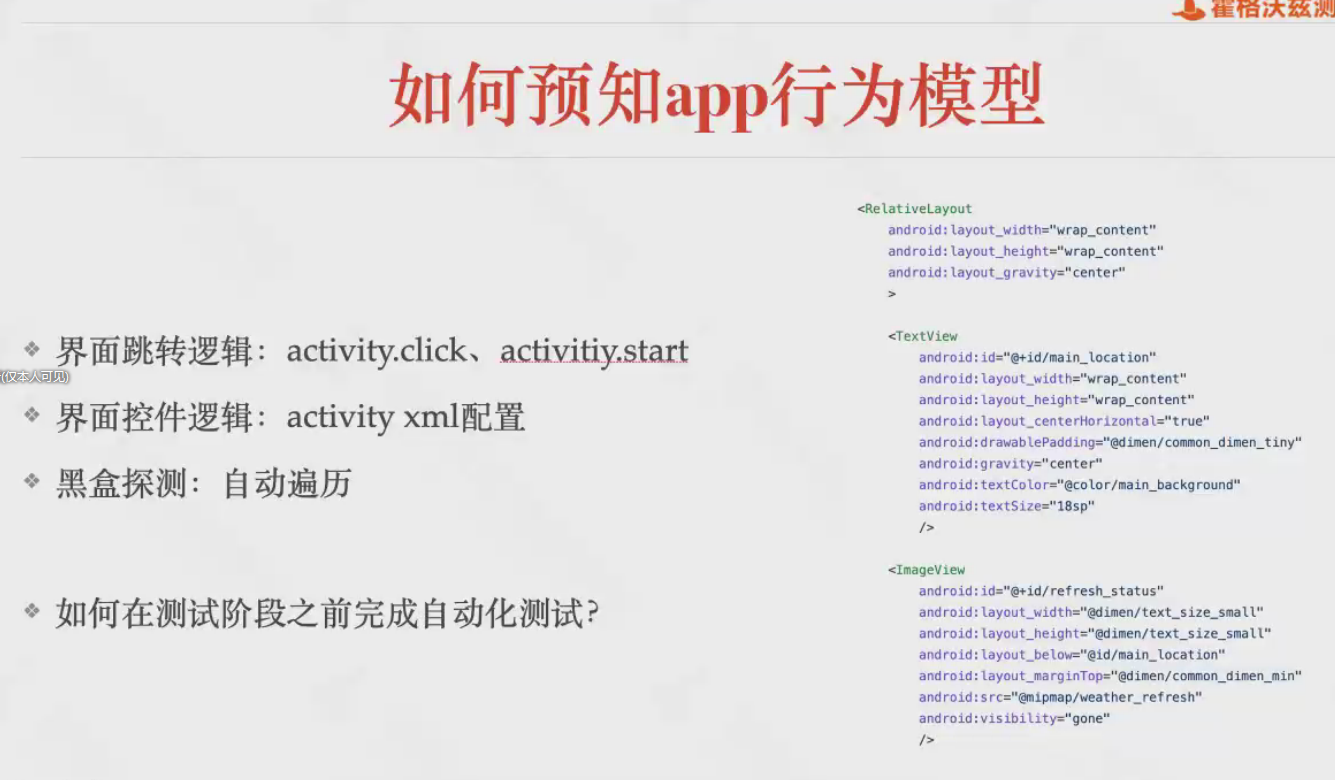 霍格沃兹测
如何预知app行为模型
❖ 界面跳转逻辑：activity.click、activitiy.start
(仅本人可见)
❖ 界面控件逻辑：activity xml配置
❖ 黑盒探测：自动遍历
❖ 如何在测试阶段之前完成自动化测试?
<RelativeLayout
android:layout_width="wrap_content"
android:layout_height="wrap_content"
android:layout_gravity="center"
>
<TextView
android:id="@+id/main_location"
android:layout_width="wrap_content"
android:layout_height="wrap_content"
android:layout_centerHorizontal="true"
android:drawablePadding="@dimen/common_dimen_tiny"
android:gravity="center"
android:textColor="@color/main_background"
android:textSize="18sp"
/>
<ImageView
android:id="@+id/refresh_status"
android:layout_width="@dimen/text_size_small"
android:layout_height="@dimen/text_size_small"
android:layout_below="@id/main_location"
android:layout_marginTop="@dimen/common_dimen_min"
android:src="@mipmap/weather_refresh"
android:visibility="gone"
/>